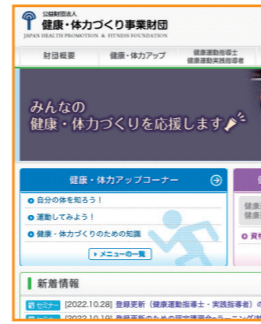 公益財団法人
健康・体力づくり事業財団
JAPAN HEALTH PROMOTION & FITNESS FOUNDATION
財団概要
健康・体力アップ
健康運動指導士
健康運動実践指導者
みんなの
健康・体力づくりを応援します
健康・体力アップコーナー
自分の体を知ろう！
運動してみよう！
健康・体力づくりのための知識
メニューの一覧
新着情報
セミナー [2022.10.28] 登録更新（健康運動指導士・実践指導者）の